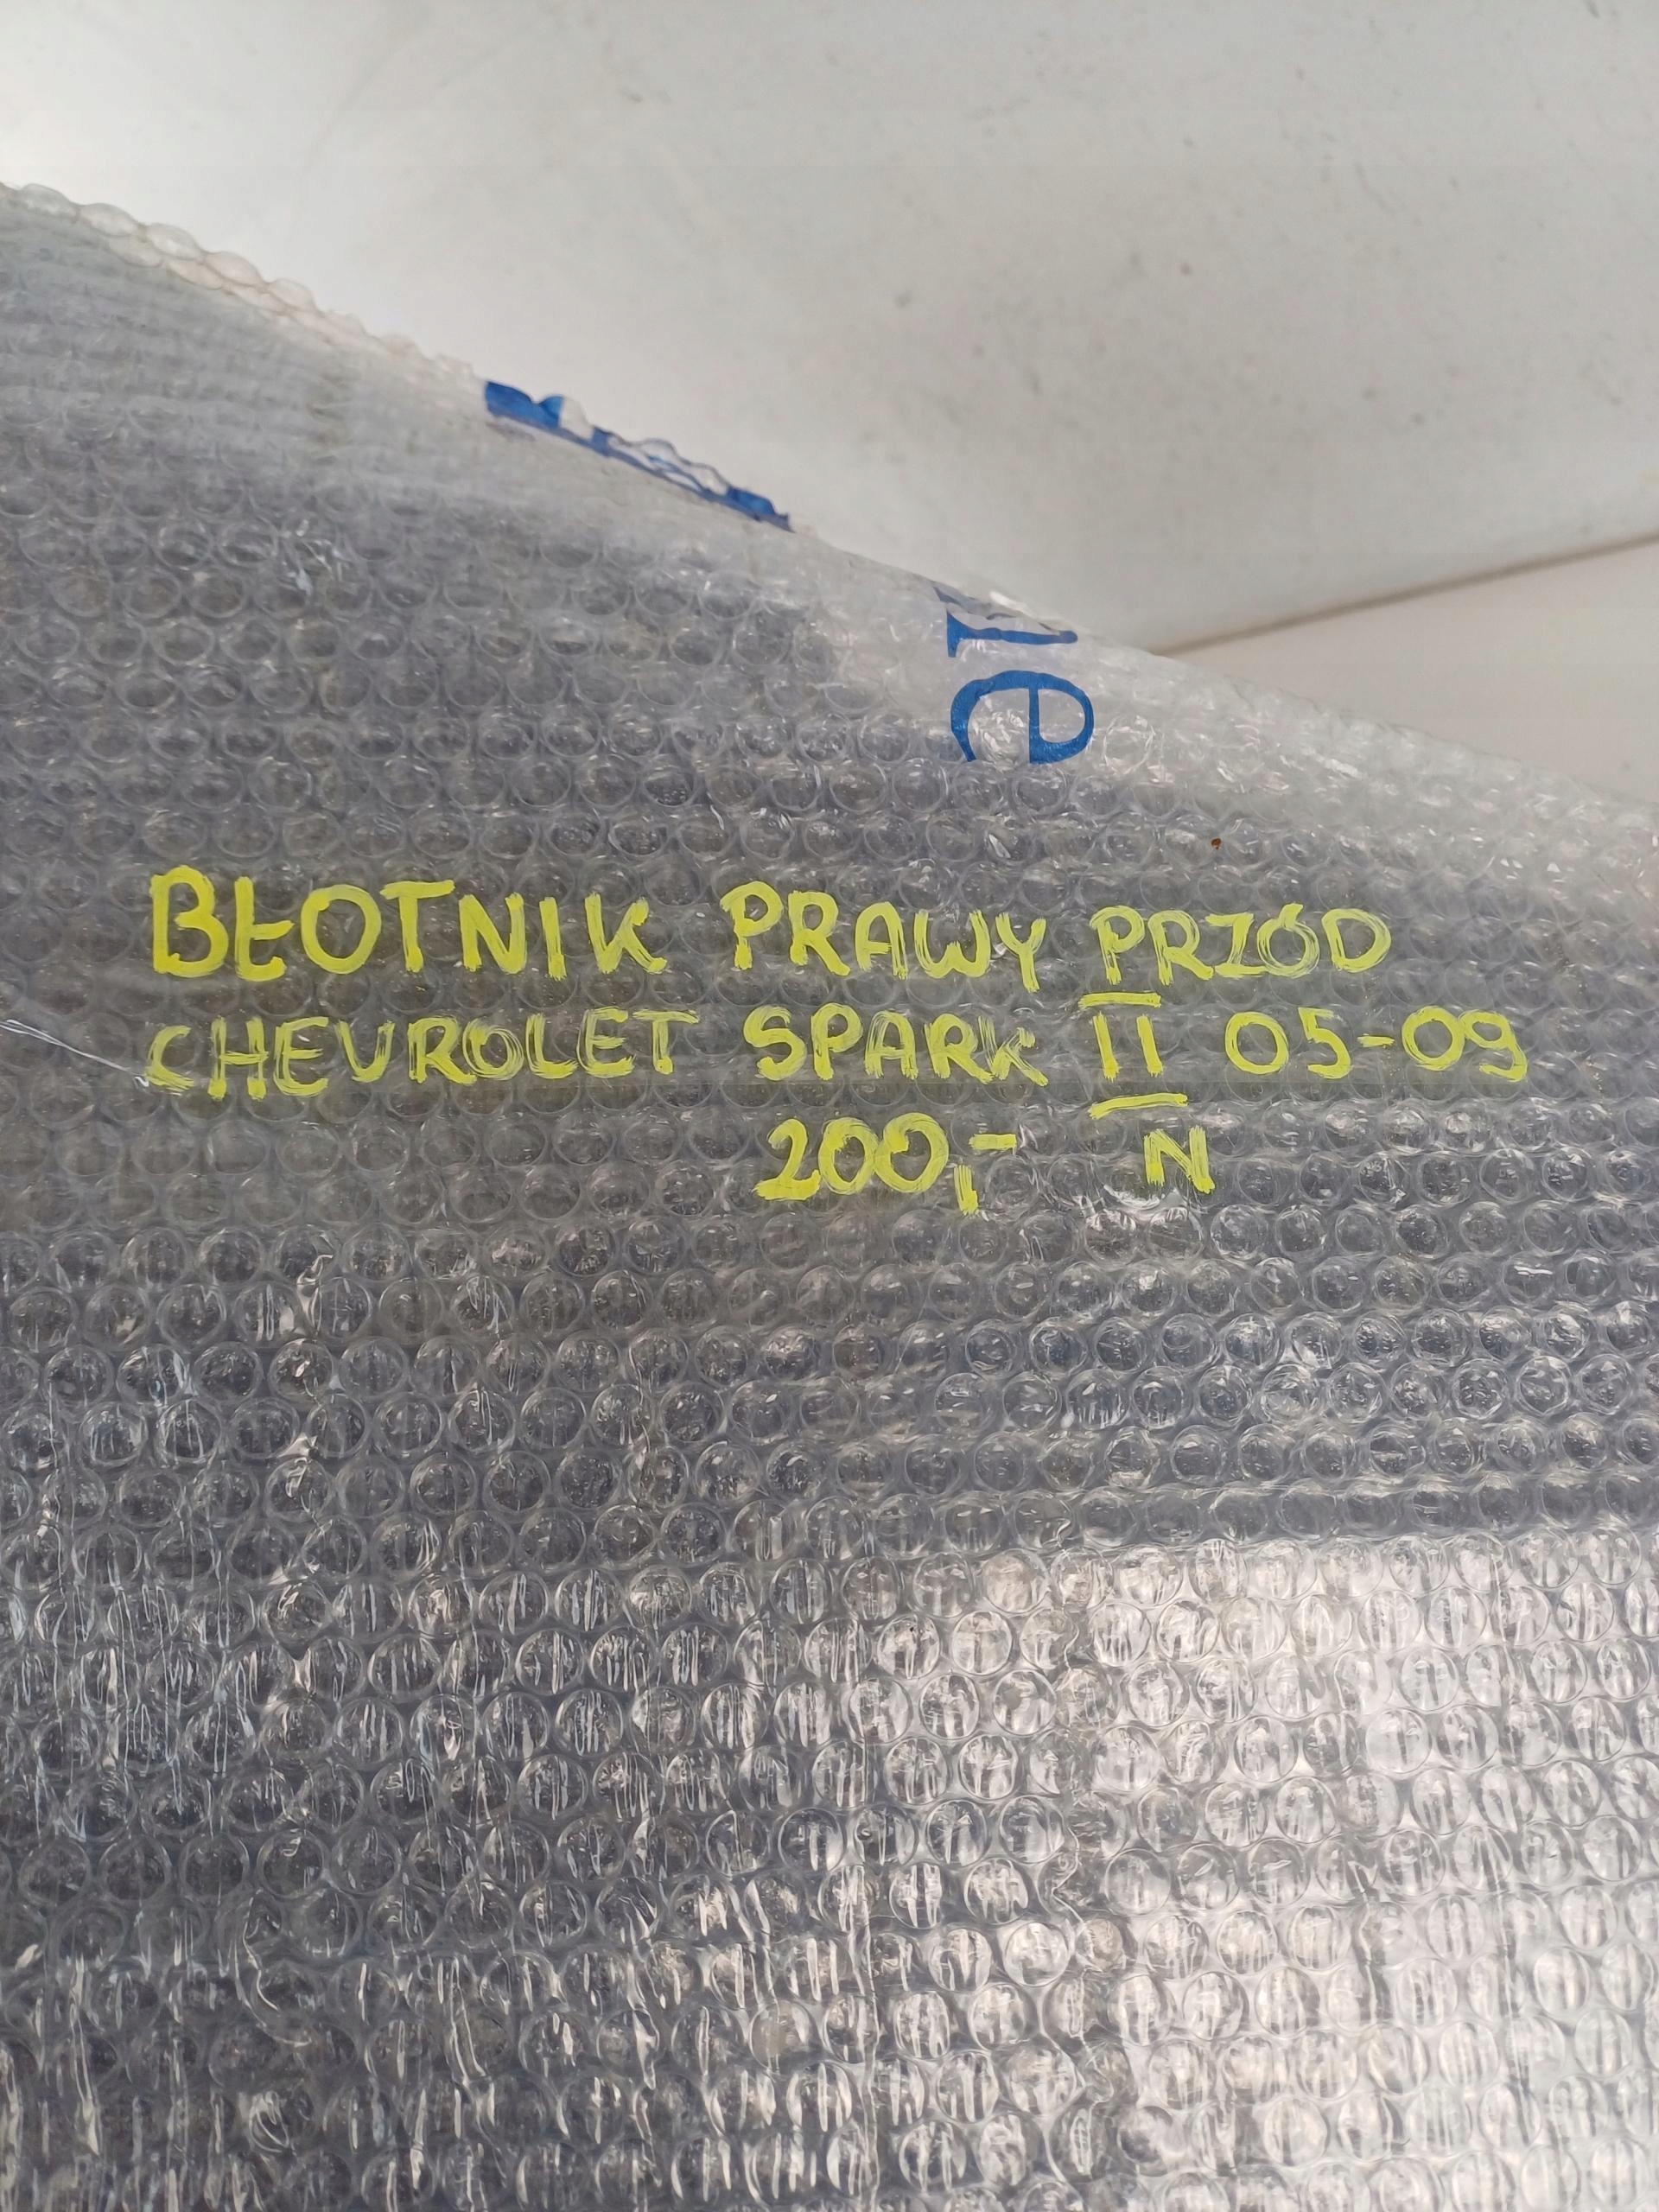 BŁOTNIK PRAWY PRZÓD
CHEVROLET SPARK II 05-09
200,- N